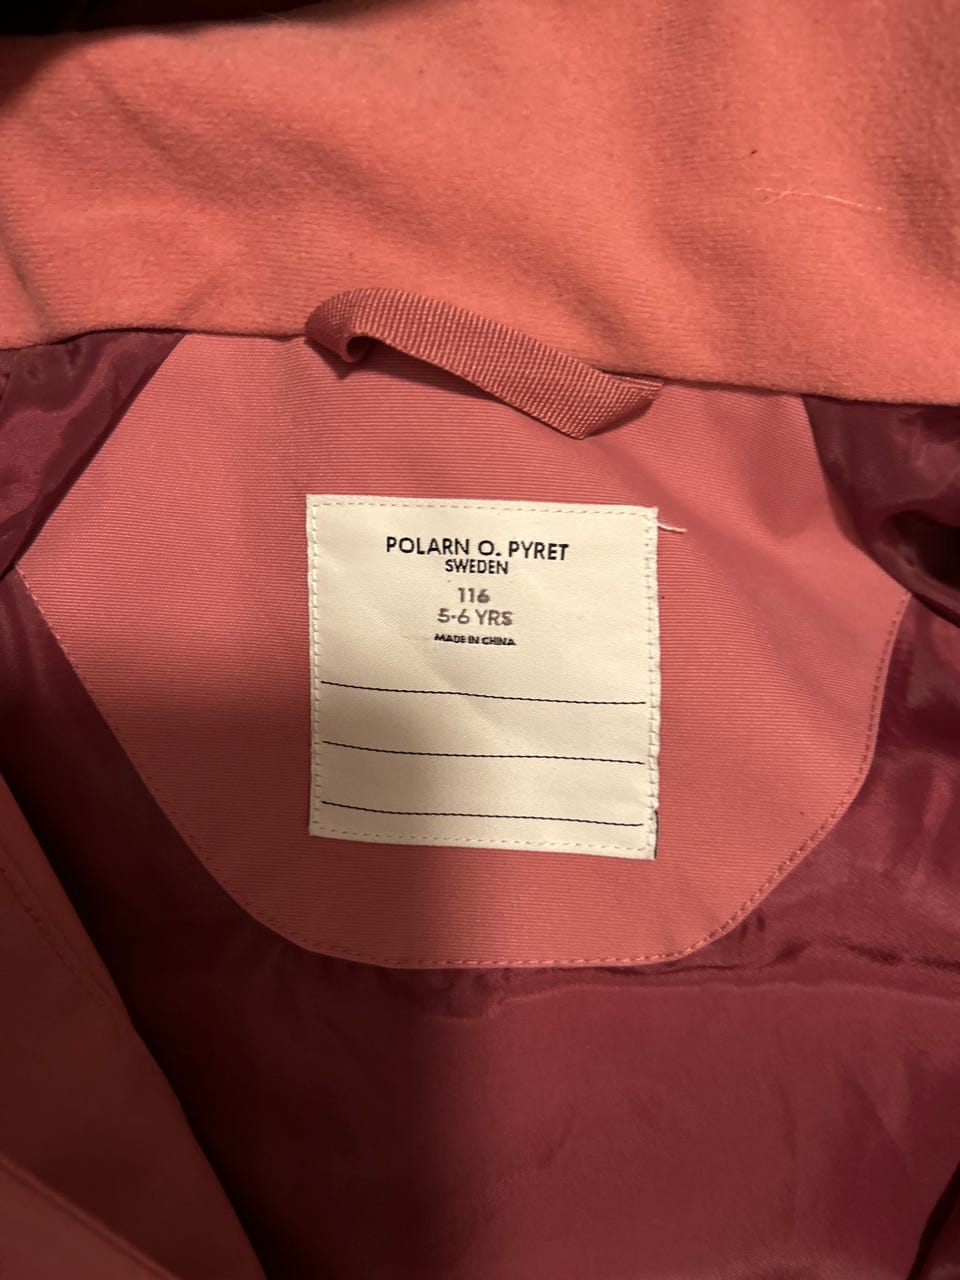 POLARN O. PYRET
SWEDEN
116
5-6 YRS
MADE IN CHINA